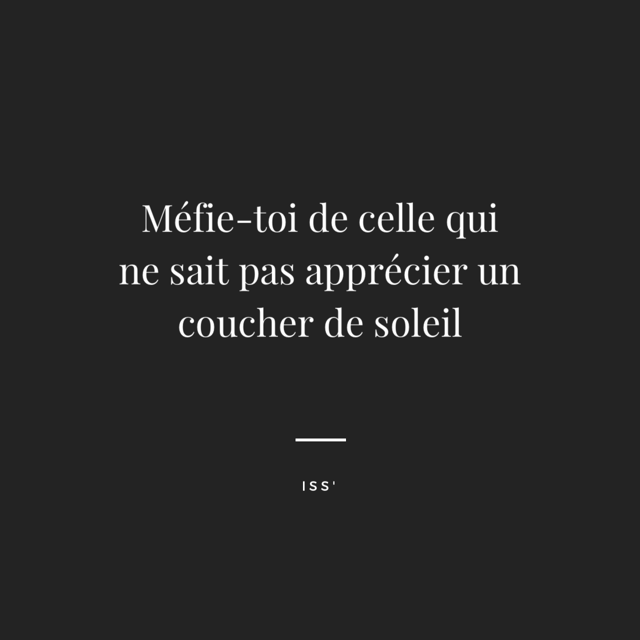 Méfie-toi de celle qui
ne sait pas apprécier un
coucher de soleil
ISS'